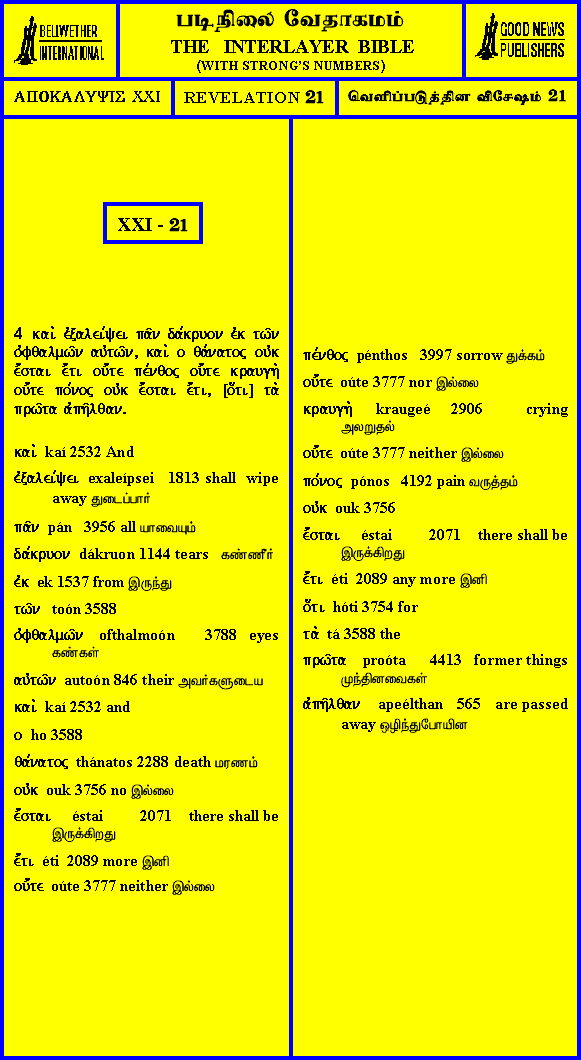 BELLWETHER
INTERNATIONAL
படிநிலை வேதாகமம்
THE INTERLAYER BIBLE
(WITH STRONG'S NUMBERS)
GOOD NEWS
PUBLISHERS
ΑΠΟΚΑΛΥΨΙΣ XXI
REVELATION 21
வெளிப்படுத்தின விசேஷம் 21
XXI - 21
4 καὶ ἐξαλείψει πᾶν δάκρυον ἐκ τῶν
ὀφθαλμῶν αὐτῶν, καὶ ο θάνατος οὐκ
ἔσται ἔτι οὔτε πένθος οὔτε κραυγὴ
οὔτε πόνος οὐκ ἔσται ἔτι, [ὅτι] τὰ
πρῶτα ἀπῆλθαν.
καὶ kaí 2532 And
ἐξαλείψει exaleípsei 1813 shall wipe
away துடைப்பார்
πᾶν pán 3956 all யாவையும்
δάκρυον dákruon 1144 tears கண்ணீர்
ἐκ ek 1537 from இருந்து
τῶν toón 3588
ὀφθαλμῶν ofthalmoón 3788 eyes
கண்கள்
αὐτῶν autoón 846 their அவர்களுடைய
καὶ kaí 2532 and
ο ho 3588
θάνατος thánatos 2288 death மரணம்
οὐκ ouk 3756 no இல்லை
ἔσται éstai 2071 there shall be
இருக்கிறது
ἔτι éti 2089 more இனி
οὔτε oúte 3777 neither இல்லை
πένθος pénthos 3997 sorrow துக்கம்
οὔτε oúte 3777 nor இல்லை
κραυγὴ kraugeé 2906 crying
அலறுதல்
οὔτε oúte 3777 neither இல்லை
πόνος pónos 4192 pain வருத்தம்
οὐκ ouk 3756
ἔσται éstai 2071 there shall be
இருக்கிறது
ἔτι éti 2089 any more இனி
ὅτι hóti 3754 for
τὰ tá 3588 the
πρῶτα proóta 4413 former things
முந்தினவைகள்
ἀπῆλθαν apeélthan 565 are passed
away ஒழிந்துபோயின